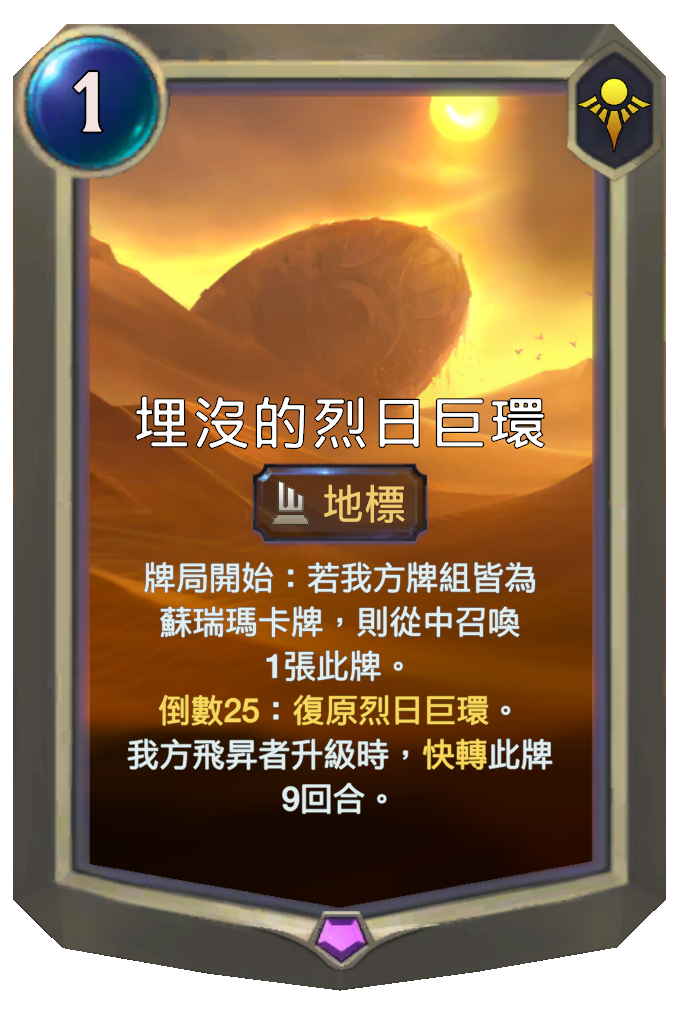 1
埋沒的烈日巨環
地標
牌局開始：若我方牌組皆為
蘇瑞瑪卡牌，則從中召喚
1張此牌。
倒數25：復原烈日巨環。
我方飛昇者升級時，快轉此牌
9回合。